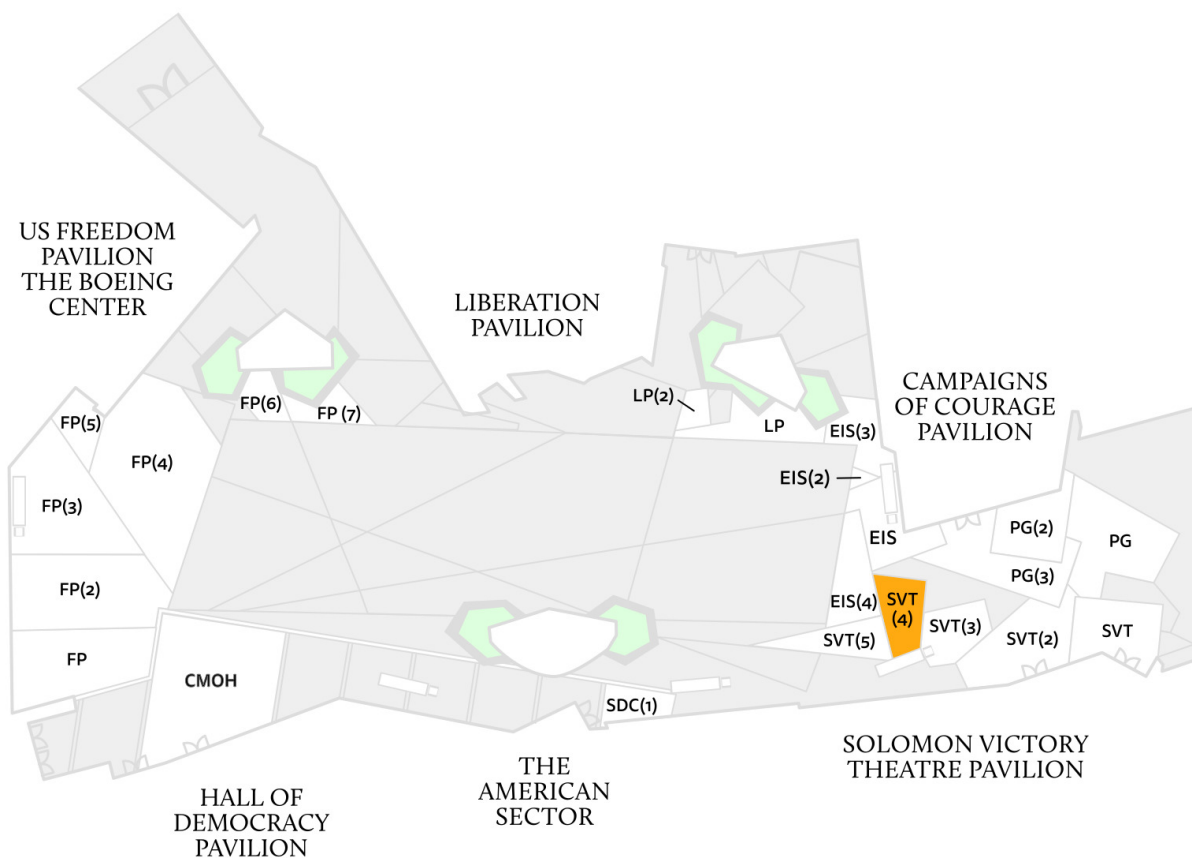 US FREEDOM
PAVILION
THE BOEING
CENTER
LIBERATION
PAVILION
CAMPAIGNS
OF COURAGE
PAVILION
LP(2)
FP(6)
FP (7)
FP(5)
LP
EIS(3)
FP(4)
EIS(2)
FP(3)
PG(2)
EIS
PG
PG(3)
FP(2)
EIS(4)
SVT
(4)
SVT(3)
SVT(5)
SVT(2)
SVT
FP
CMOH
SDC(1)
SOLOMON VICTORY
THEATRE PAVILION
THE
AMERICAN
SECTOR
HALL OF
DEMOCRACY
PAVILION